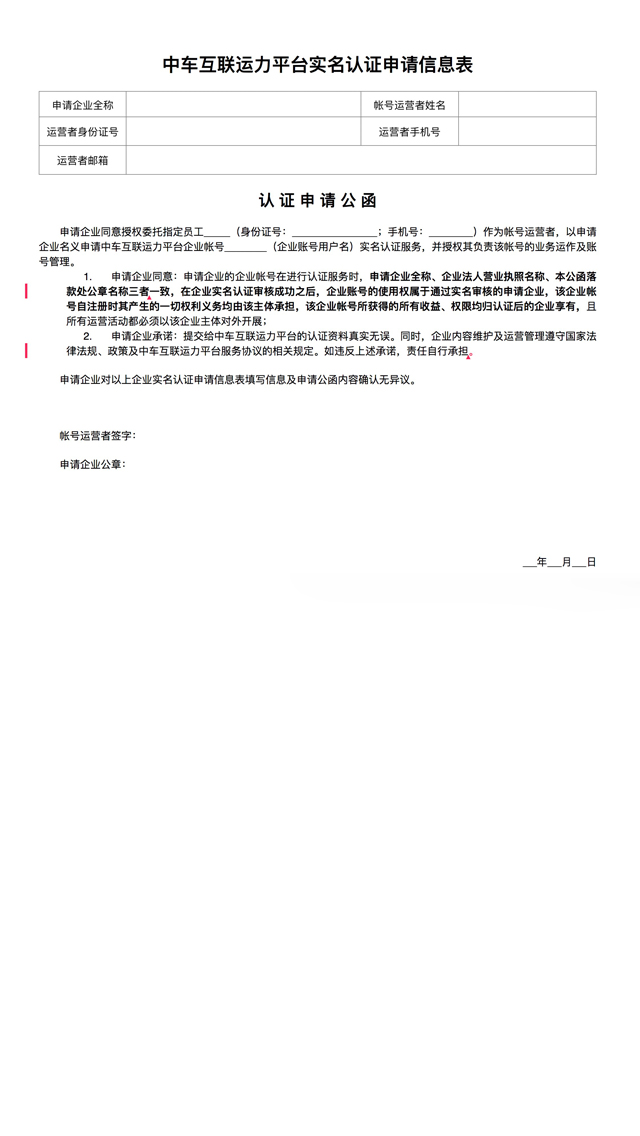 中车互联运力平台实名认证申请信息表
申请企业全称 帐号运营者姓名
运营者身份证号 运营者手机号
运营者邮箱
认证申请公函
申请企业同意授权委托指定员工_____（身份证号：________________；手机号：________）作为帐号运营者，以申请
企业名义申请中车互联运力平台企业帐号________（企业账号用户名）实名认证服务，并授权其负责该帐号的业务运作及账
号管理。
1. 申请企业同意：申请企业的企业帐号在进行认证服务时，申请企业全称、企业法人营业执照名称、本公函落
款处公章名称三者一致，在企业实名认证审核成功之后，企业账号的使用权属于通过实名审核的申请企业，该企业帐
号自注册时其产生的一切权利义务均由该主体承担，该企业帐号所获得的所有收益、权限均归认证后的企业享有，且
所有运营活动都必须以该企业主体对外开展；
2. 申请企业承诺：提交给中车互联运力平台的认证资料真实无误。同时，企业内容维护及运营管理遵守国家法
律法规、政策及中车互联运力平台服务协议的相关规定。如违反上述承诺，责任自行承担。
申请企业对以上企业实名认证申请信息表填写信息及申请公函内容确认无异议。
帐号运营者签字：
申请企业公章：
___年___月___日